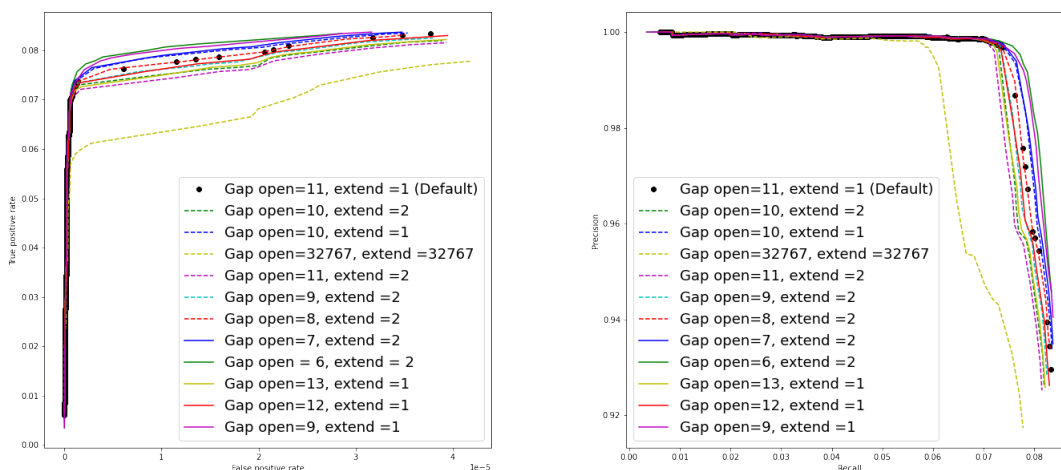 0.08
0.07
0.06
0.05
0.04
0.03
0.02
0.01
0.00
True positive rate
0
1
2
3
4
1e-5
False positive rate
Gap open=11, extend =1 (Default)
Gap open=10, extend =2
Gap open=10, extend =1
Gap open=32767, extend =32767
Gap open=11, extend =2
Gap open=9, extend =2
Gap open=8, extend =2
Gap open=7, extend =2
Gap open = 6, extend = 2
Gap open=13, extend =1
Gap open=12, extend =1
Gap open=9, extend =1
1.00
0.98
0.96
0.94
0.92
Precision
0.00
0.01
0.02
0.03
0.04
0.05
0.06
0.07
0.08
Recall
Gap open=11, extend =1 (Default)
Gap open=10, extend =2
Gap open=10, extend =1
Gap open=32767, extend =32767
Gap open=11, extend =2
Gap open=9, extend =2
Gap open=8, extend =2
Gap open=7, extend =2
Gap open=6, extend =2
Gap open=13, extend =1
Gap open=12, extend =1
Gap open=9, extend =1